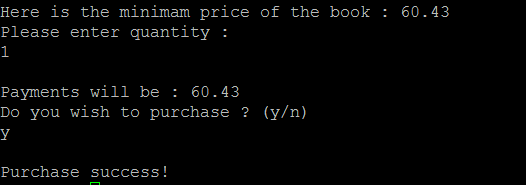 Here is the minimam price of the book : 60.43
Please enter quantity :
1
Payments will be : 60.43
Do you wish to purchase ? (y/n)
y
Purchase success!